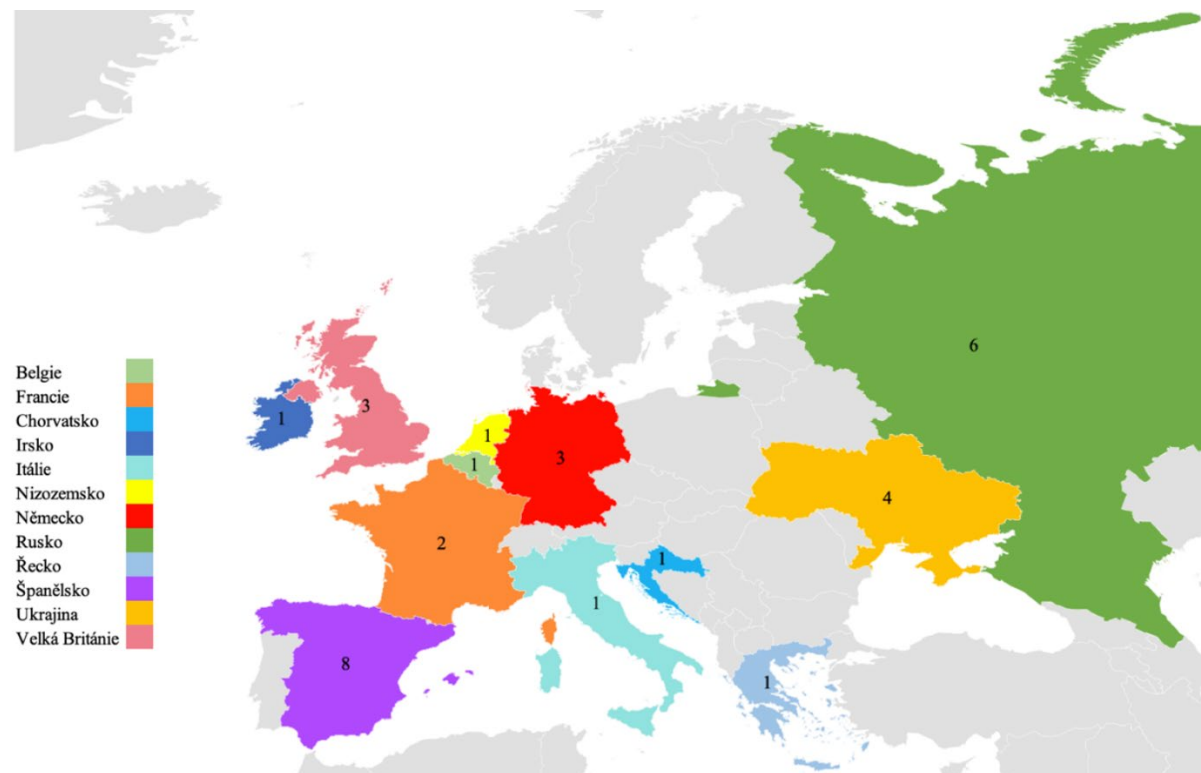 Belgie
Francie
Chorvatsko
Irsko
Itálie
Nizozemsko
Německo
Rusko
Řecko
Španělsko
Ukrajina
Velká Británie
6
1
3
1
1
3
4
2
1
1
8
1